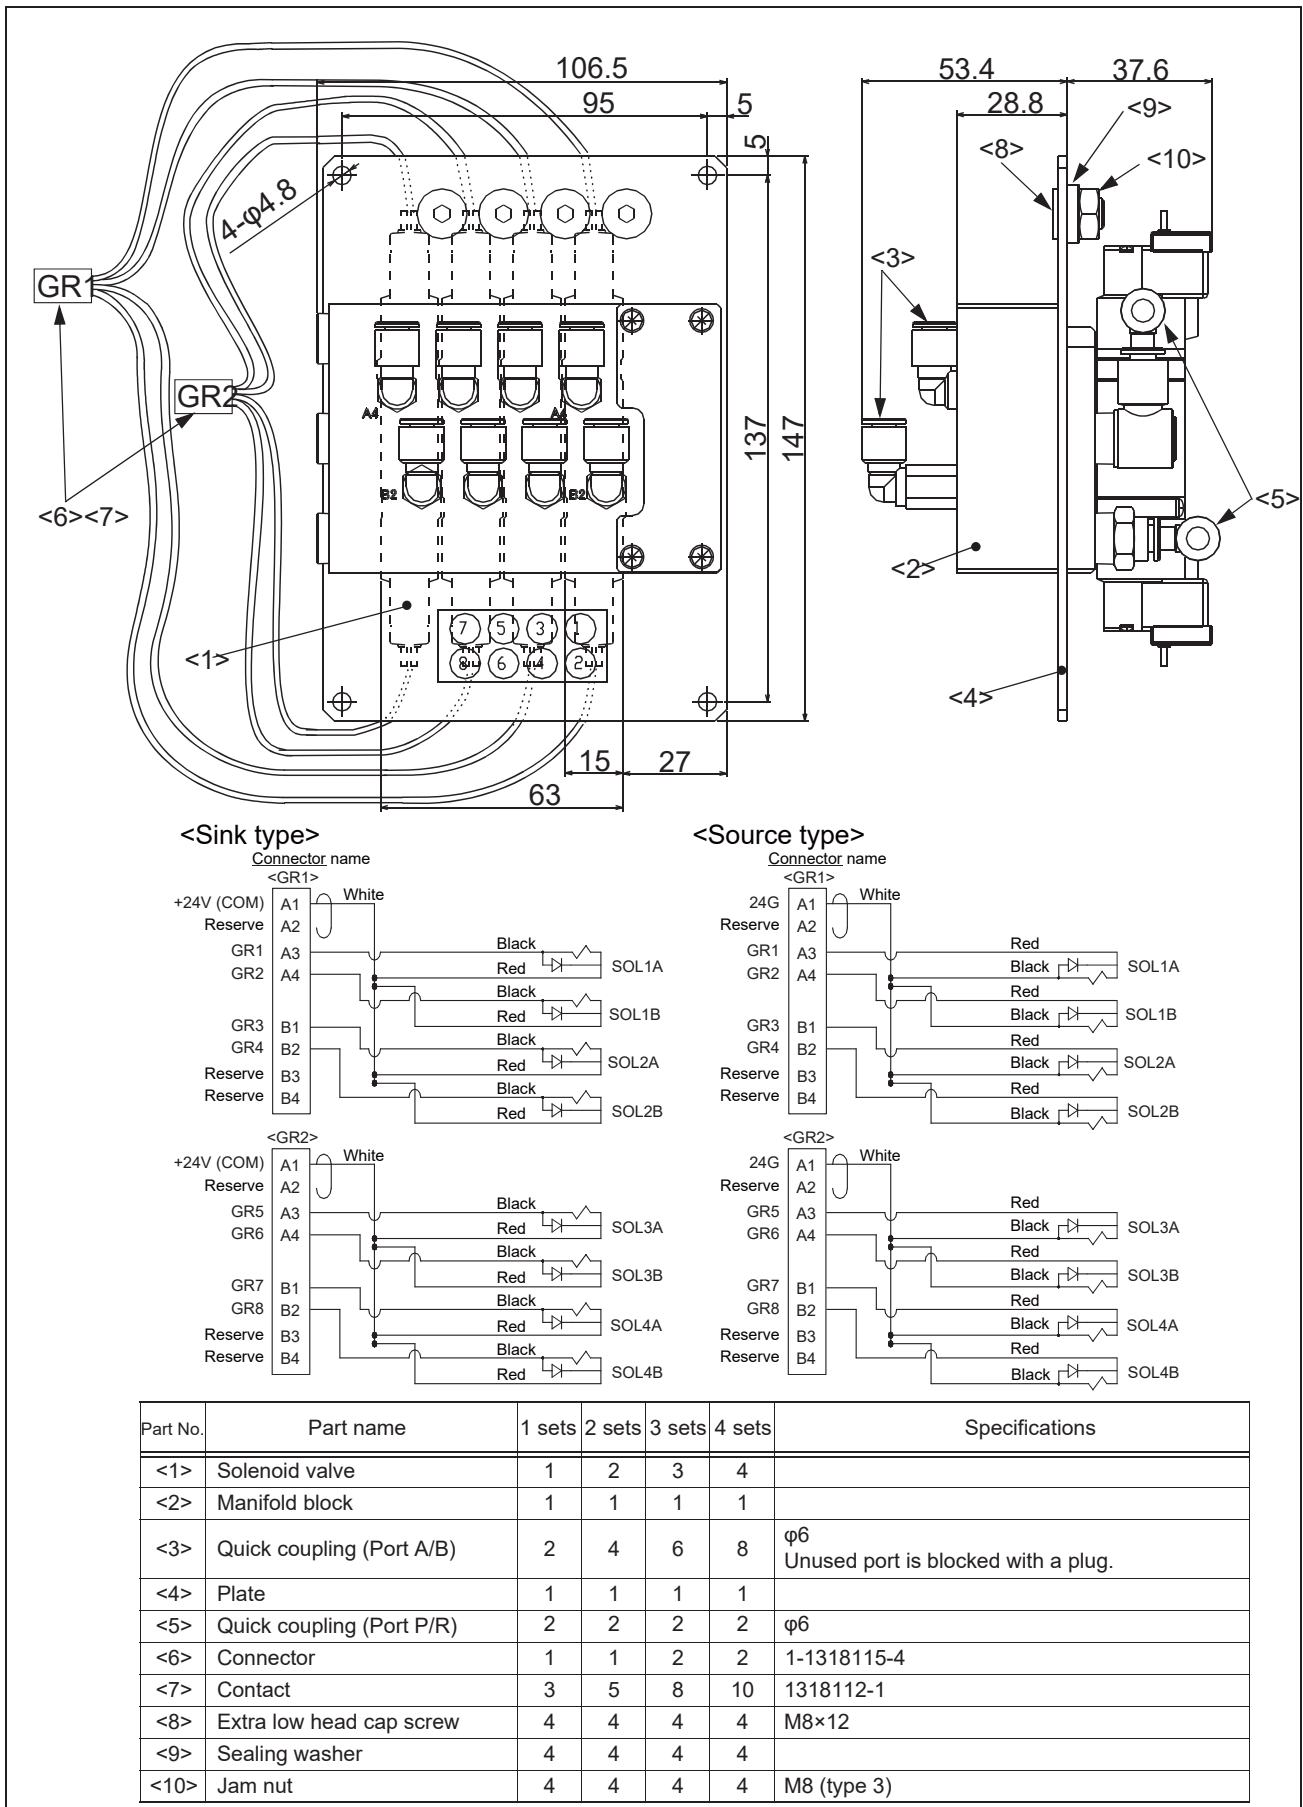 106.5
95
5
5
4-φ4.8
GR1
GR2
<6><7>
A4
A4
B2
B2
<1>
7 5 3 1
8 6 4 2
137
147
15
27
63
53.4
37.6
28.8
<9>
<8>
<10>
<3>
<5>
<2>
<4>
<Sink type>
Connector name
<GR1>
+24V (COM) A1 White
Reserve A2
GR1 A3 Black
Red SOL1A
GR2 A4
Black
Red SOL1B
GR3 B1
GR4 B2 Black
Red SOL2A
Reserve B3
Reserve B4 Black
Red SOL2B
<GR2>
+24V (COM) A1 White
Reserve A2
GR5 A3 Black
Red SOL3A
GR6 A4
Black
Red SOL3B
GR7 B1
GR8 B2 Black
Red SOL4A
Reserve B3
Reserve B4 Black
Red SOL4B
<Source type>
Connector name
<GR1>
24G A1 White
Reserve A2
GR1 A3 Red
Black SOL1A
GR2 A4
Red
Black SOL1B
GR3 B1
GR4 B2 Red
Black SOL2A
Reserve B3
Reserve B4 Red
Black SOL2B
<GR2>
24G A1 White
Reserve A2
GR5 A3 Red
Black SOL3A
GR6 A4
Red
Black SOL3B
GR7 B1
GR8 B2 Red
Black SOL4A
Reserve B3
Reserve B4 Red
Black SOL4B
Part No. Part name 1 sets 2 sets 3 sets 4 sets Specifications
<1> Solenoid valve 1 2 3 4
<2> Manifold block 1 1 1 1
<3> Quick coupling (Port A/B) 2 4 6 8 φ6
Unused port is blocked with a plug.
<4> Plate 1 1 1 1
<5> Quick coupling (Port P/R) 2 2 2 2 φ6
<6> Connector 1 1 2 2 1-1318115-4
<7> Contact 3 5 8 10 1318112-1
<8> Extra low head cap screw 4 4 4 4 M8×12
<9> Sealing washer 4 4 4 4
<10> Jam nut 4 4 4 4 M8 (type 3)